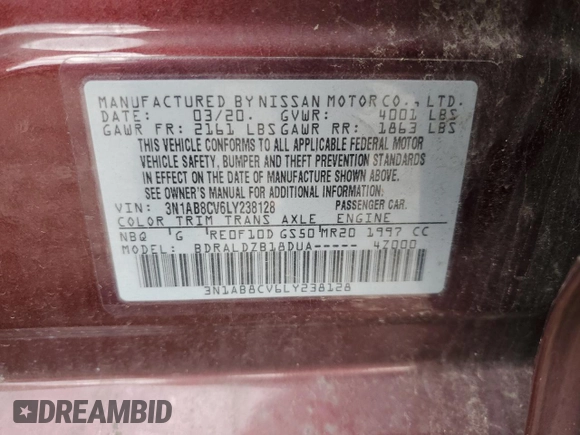 MANUFACTURED BY NISSAN MOTOR CO., LTD.
DATE: 03/20. GVWR: 4001 LBS
GAWR FR: 2161 LBS GAWR RR: 1863 LBS
THIS VEHICLE CONFORMS TO ALL APPLICABLE FEDERAL MOTOR
VEHICLE SAFETY, BUMPER AND THEFT PREVENTION STANDARDS
IN EFFECT ON THE DATE OF MANUFACTURE SHOWN ABOVE.
SEE OWNER'S MANUAL FOR ADDITIONAL INFORMATION.
VIN: 3N1AB8CV6LY238128 PASSENGER CAR.
COLOR TRIM TRANS AXLE ENGINE
NBQ G RE0F10D GS50 MR20 1997 CC
MODEL: BDRALDZB18DUA----- 4Z000
3N1AB8CV6LY238128
DREAMBID